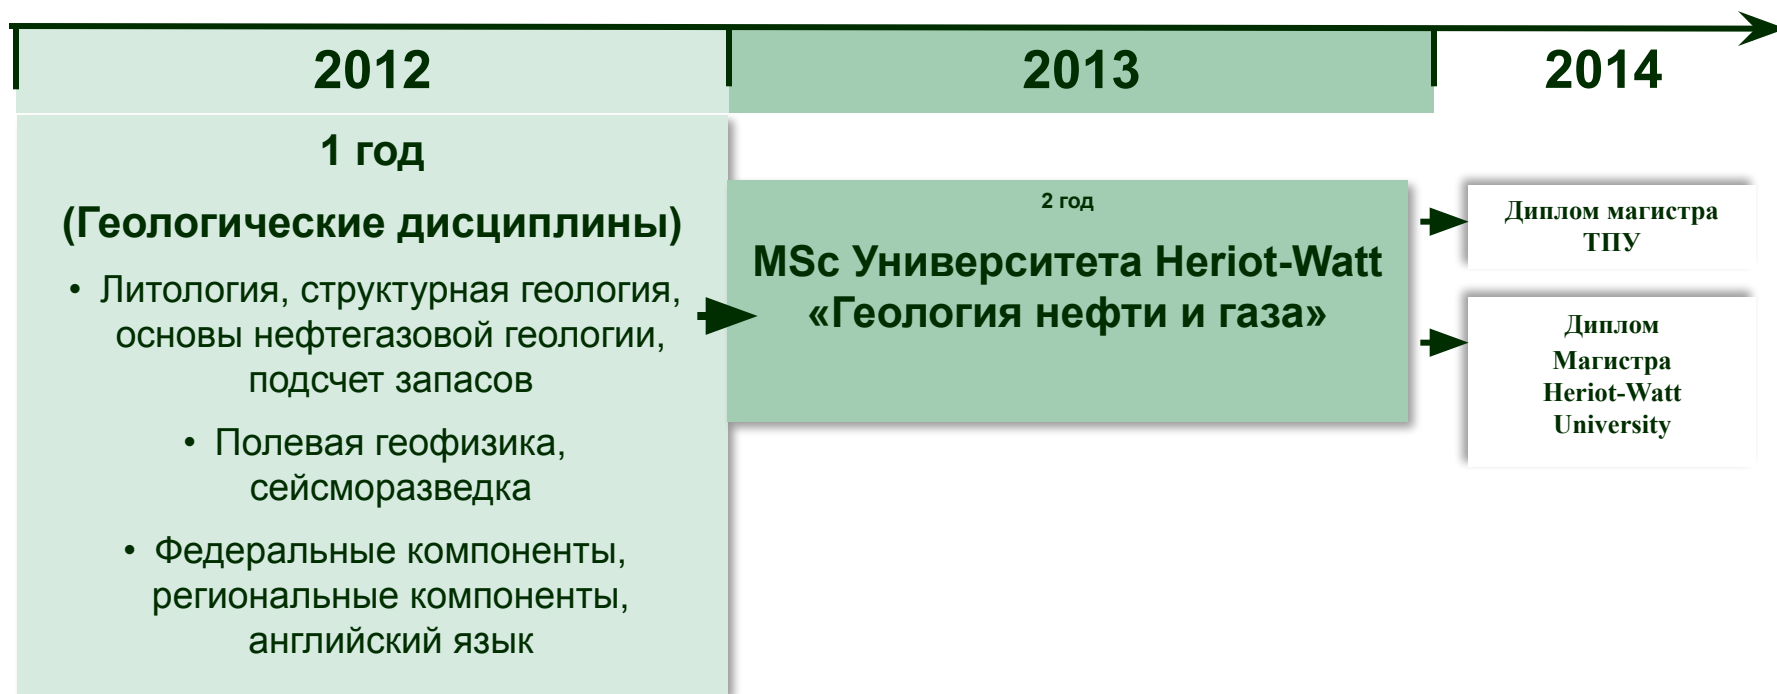 2012
2013
2014
1 год
(Геологические дисциплины)
• Литология, структурная геология,
основы нефтегазовой геологии,
подсчет запасов
• Полевая геофизика,
сейсморазведка
• Федеральные компоненты,
региональные компоненты,
английский язык
2 год
MSc Университета Heriot-Watt
«Геология нефти и газа»
Диплом магистра
ТПУ
Диплом
Магистра
Heriot-Watt
University